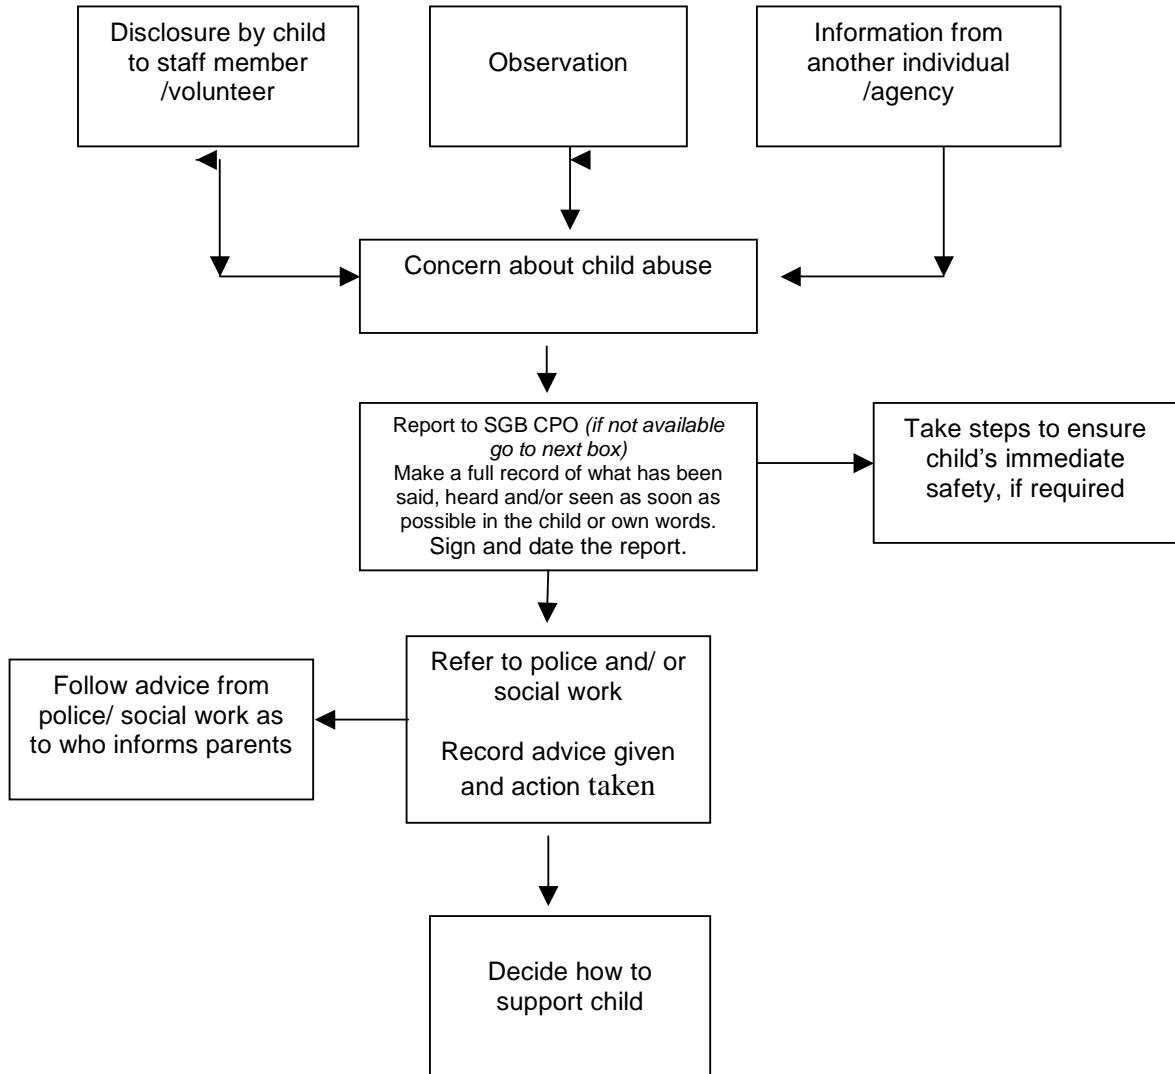 Disclosure by child
to staff member
/volunteer
Observation
Information from
another individual
/agency
Concern about child abuse
Report to SGB CPO (if not available
go to next box)
Make a full record of what has been
said, heard and/or seen as soon as
possible in the child or own words.
Sign and date the report.
Take steps to ensure
child’s immediate
safety, if required
Refer to police and/ or
social work
Record advice given
and action taken
Follow advice from
police/ social work as
to who informs parents
Decide how to
support child